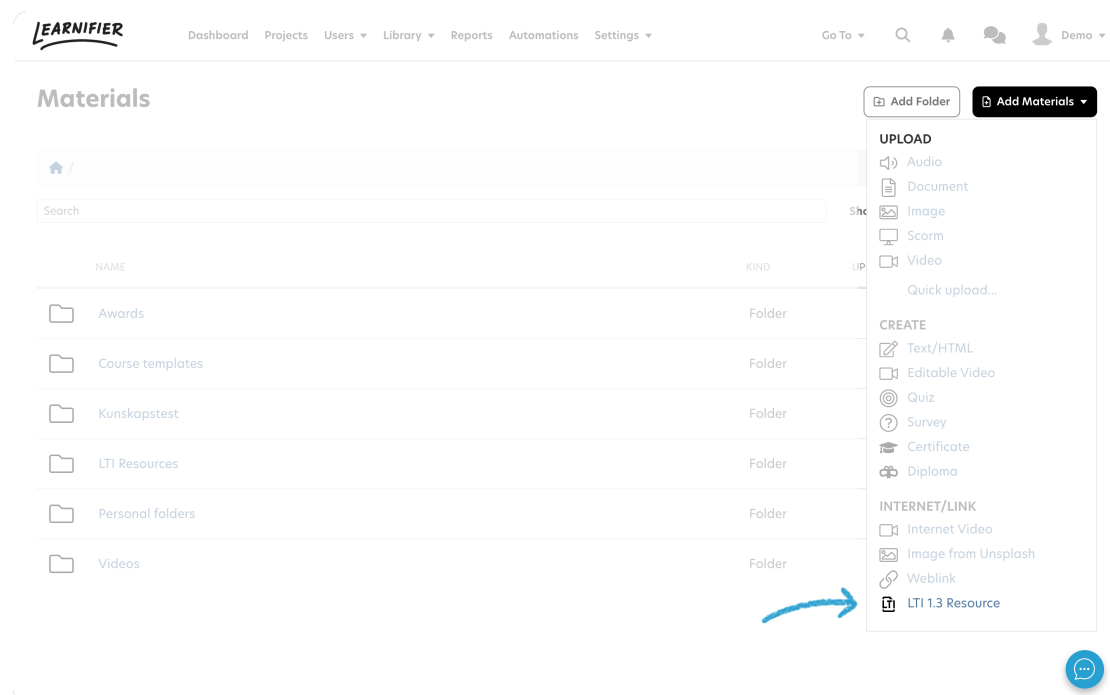 LEARNIFIER
Dashboard Projects Users Library Reports Automations Settings Go To Demo
Materials
Add Folder Add Materials
/
Search
NAME KIND
Awards Folder
Course templates Folder
Kunskapstest Folder
LTI Resources Folder
Personal folders Folder
Videos Folder
UPLOAD
Audio
Document
Image
Scorm
Video
Quick upload...
CREATE
Text/HTML
Editable Video
Quiz
Survey
Certificate
Diploma
INTERNET/LINK
Internet Video
Image from Unsplash
Weblink
LTI LTI 1.3 Resource